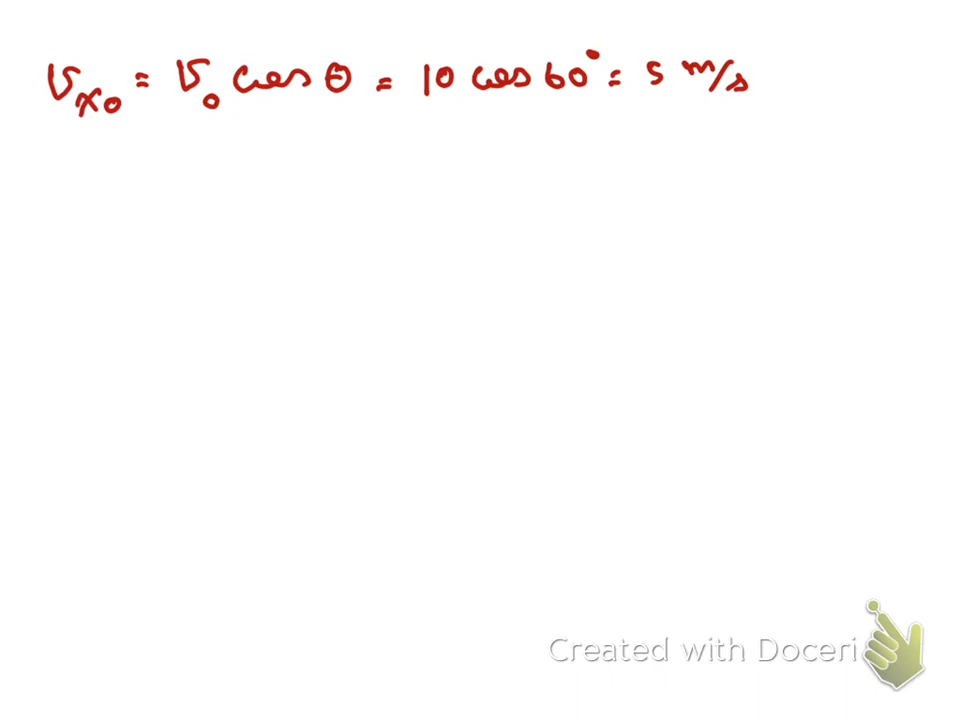 v_x0 = v_0 cos θ = 10 cos 60° = 5 m/s
Created with Doceri